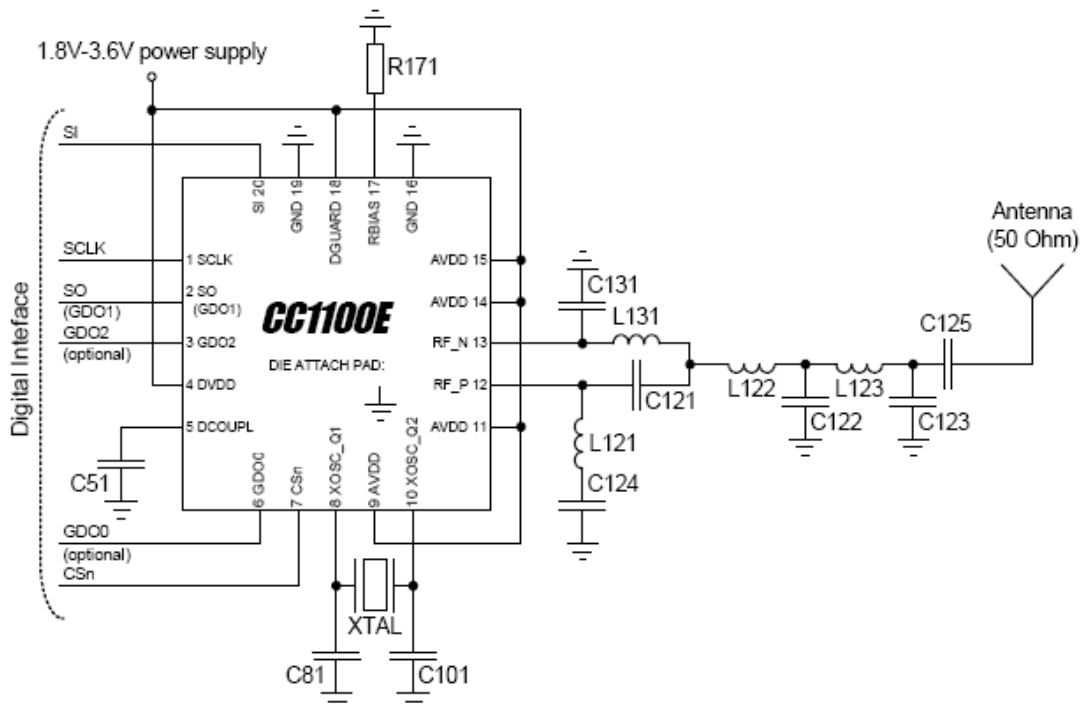 1.8V-3.6V power supply
R171
SI
SI 20
GND 19
DGUARD 18
RBIAS 17
GND 16
Antenna
(50 Ohm)
SCLK
1 SCLK
AVDD 15
C131
SO
(GDO1)
2 SO
(GDO1)
CC1100E
AVDD 14
L131
C125
GDO2
(optional)
3 GDO2
DIE ATTACH PAD:
RF_N 13
Digital Inteface
4 DVDD
RF_P 12
C121
L122
L123
C122
C123
5 DCOUPL
AVDD 11
L121
C51
6 GDO0
7 CSn
8 XOSC_Q1
9 AVDD
10 XOSC_Q2
C124
GDO0
(optional)
CSn
XTAL
C81
C101